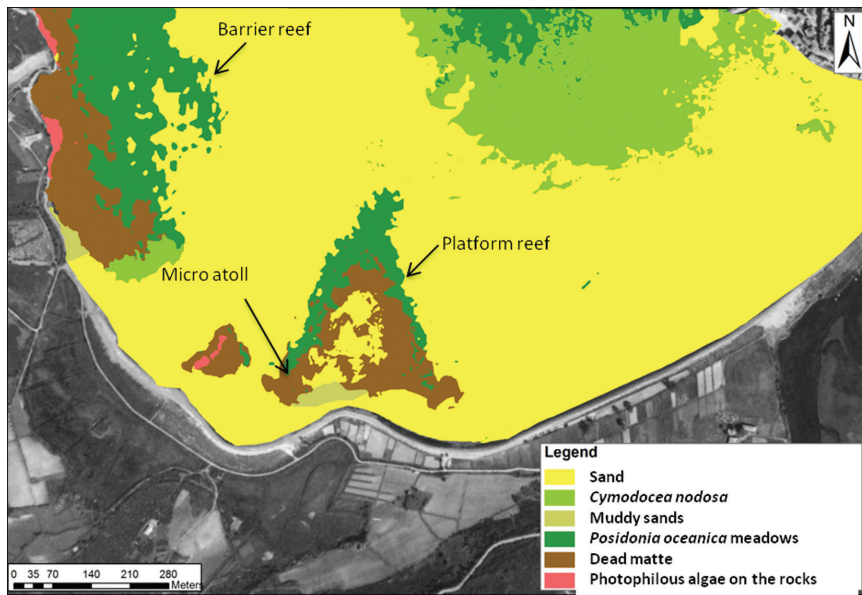 Barrier reef
N
Platform reef
Micro atoll
Legend
Sand
Cymodocea nodosa
Muddy sands
Posidonia oceanica meadows
Dead matte
Photophilous algae on the rocks
0 35 70 140 210 280
Meters